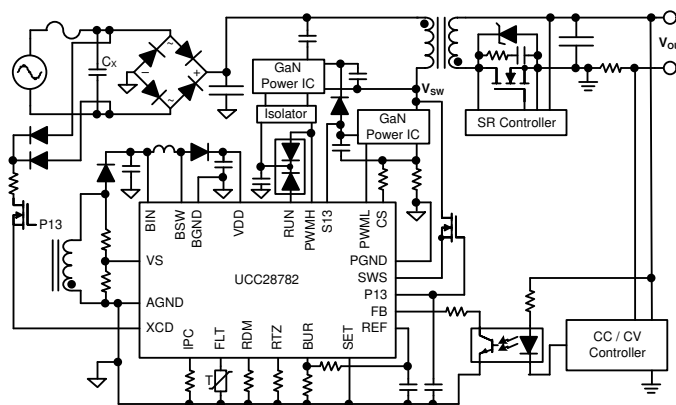 Cₓ
~
−
+
~
GaN
Power IC
Isolator
V_SW
GaN
Power IC
SR Controller
P13
BIN
BSW
BGND
VDD
RUN
PWMH
S13
PWML
CS
VS
AGND
XCD
UCC28782
PGND
SWS
P13
FB
REF
IPC
FLT
RDM
RTZ
BUR
SET
T
CC / CV
Controller